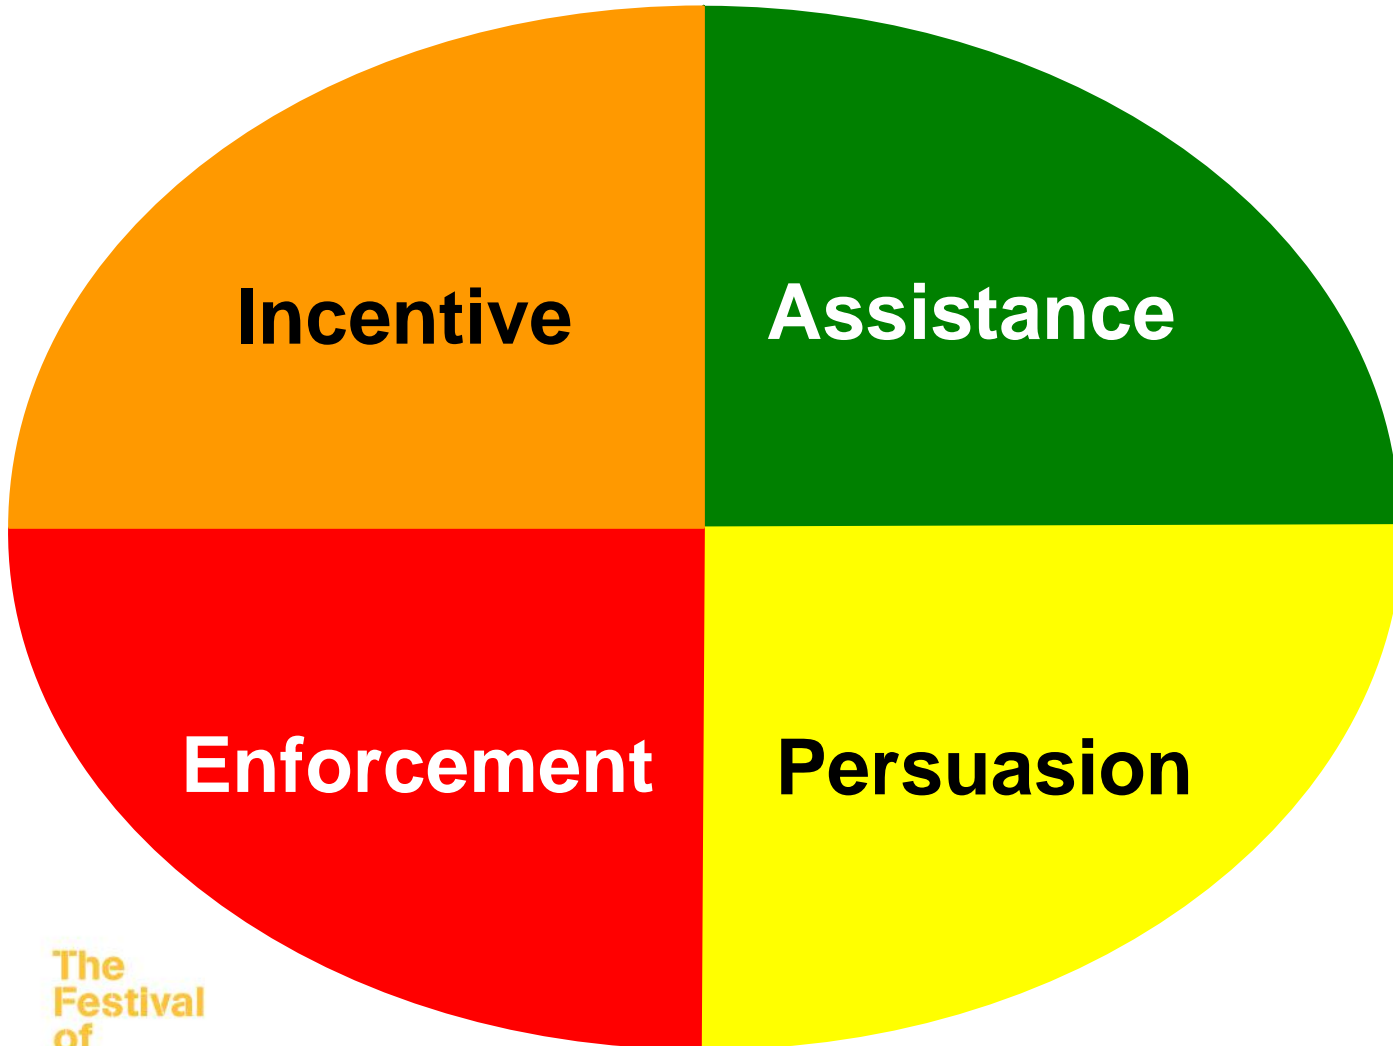 Incentive
Assistance
Enforcement
Persuasion
The
Festival
of